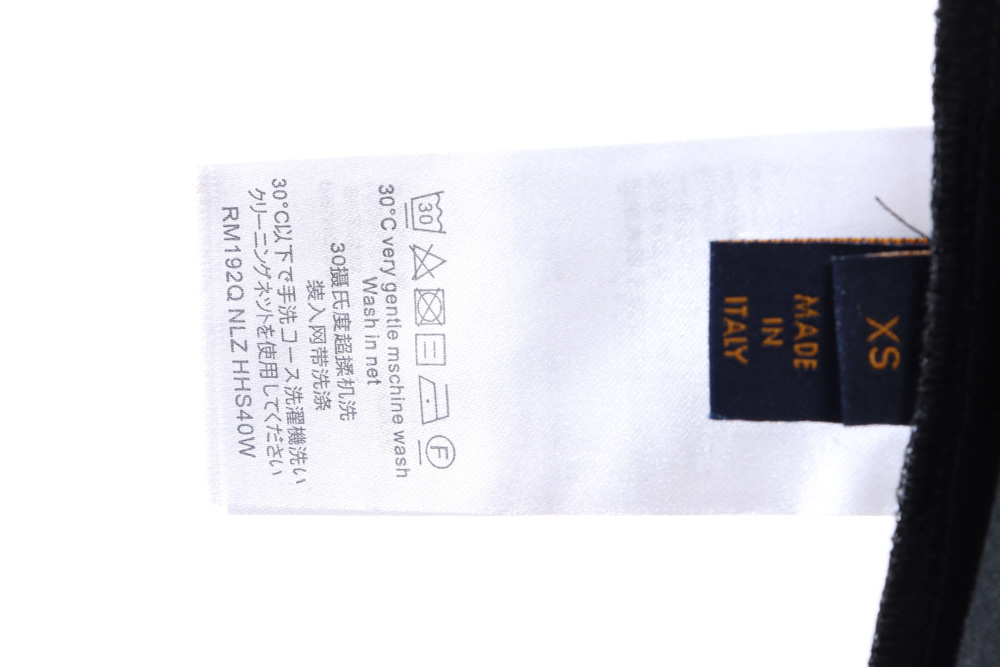 30
F
30°C very gentle mschine wash
Wash in net
30摄氏度超揉机洗
装入网带洗涤
30°C以下で手洗コース洗濯機洗い
クリーニングネットを使用してください
RM192Q NLZ HHS40W
MADE
IN
ITALY
XS